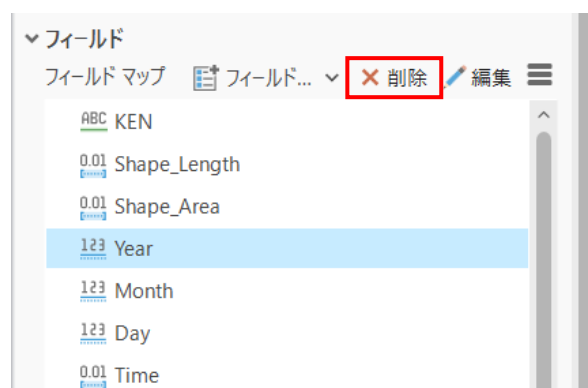 フィールド
フィールド マップ フィールド... 削除 編集
ABC KEN
0.01 Shape_Length
0.01 Shape_Area
123 Year
123 Month
123 Day
0.01 Time